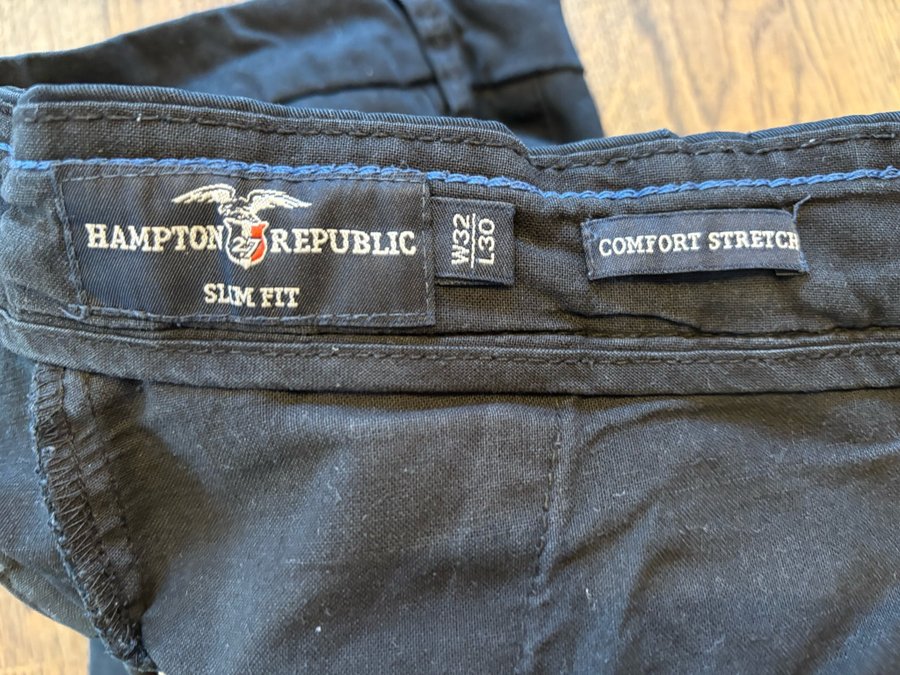 HAMPTON 27 REPUBLIC
SLIM FIT
W32
L30
COMFORT STRETCH